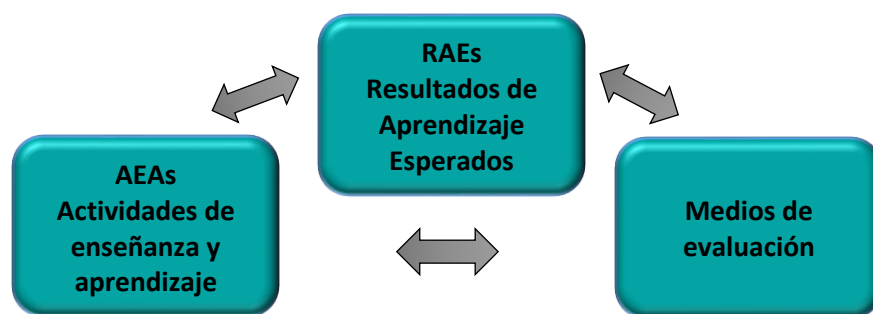 RAEs
Resultados de
Aprendizaje
Esperados
AEAs
Actividades de
enseñanza y
aprendizaje
Medios de
evaluación